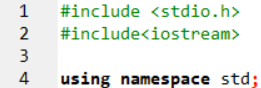 1 #include <stdio.h>
2 #include<iostream>
3
4 using namespace std;